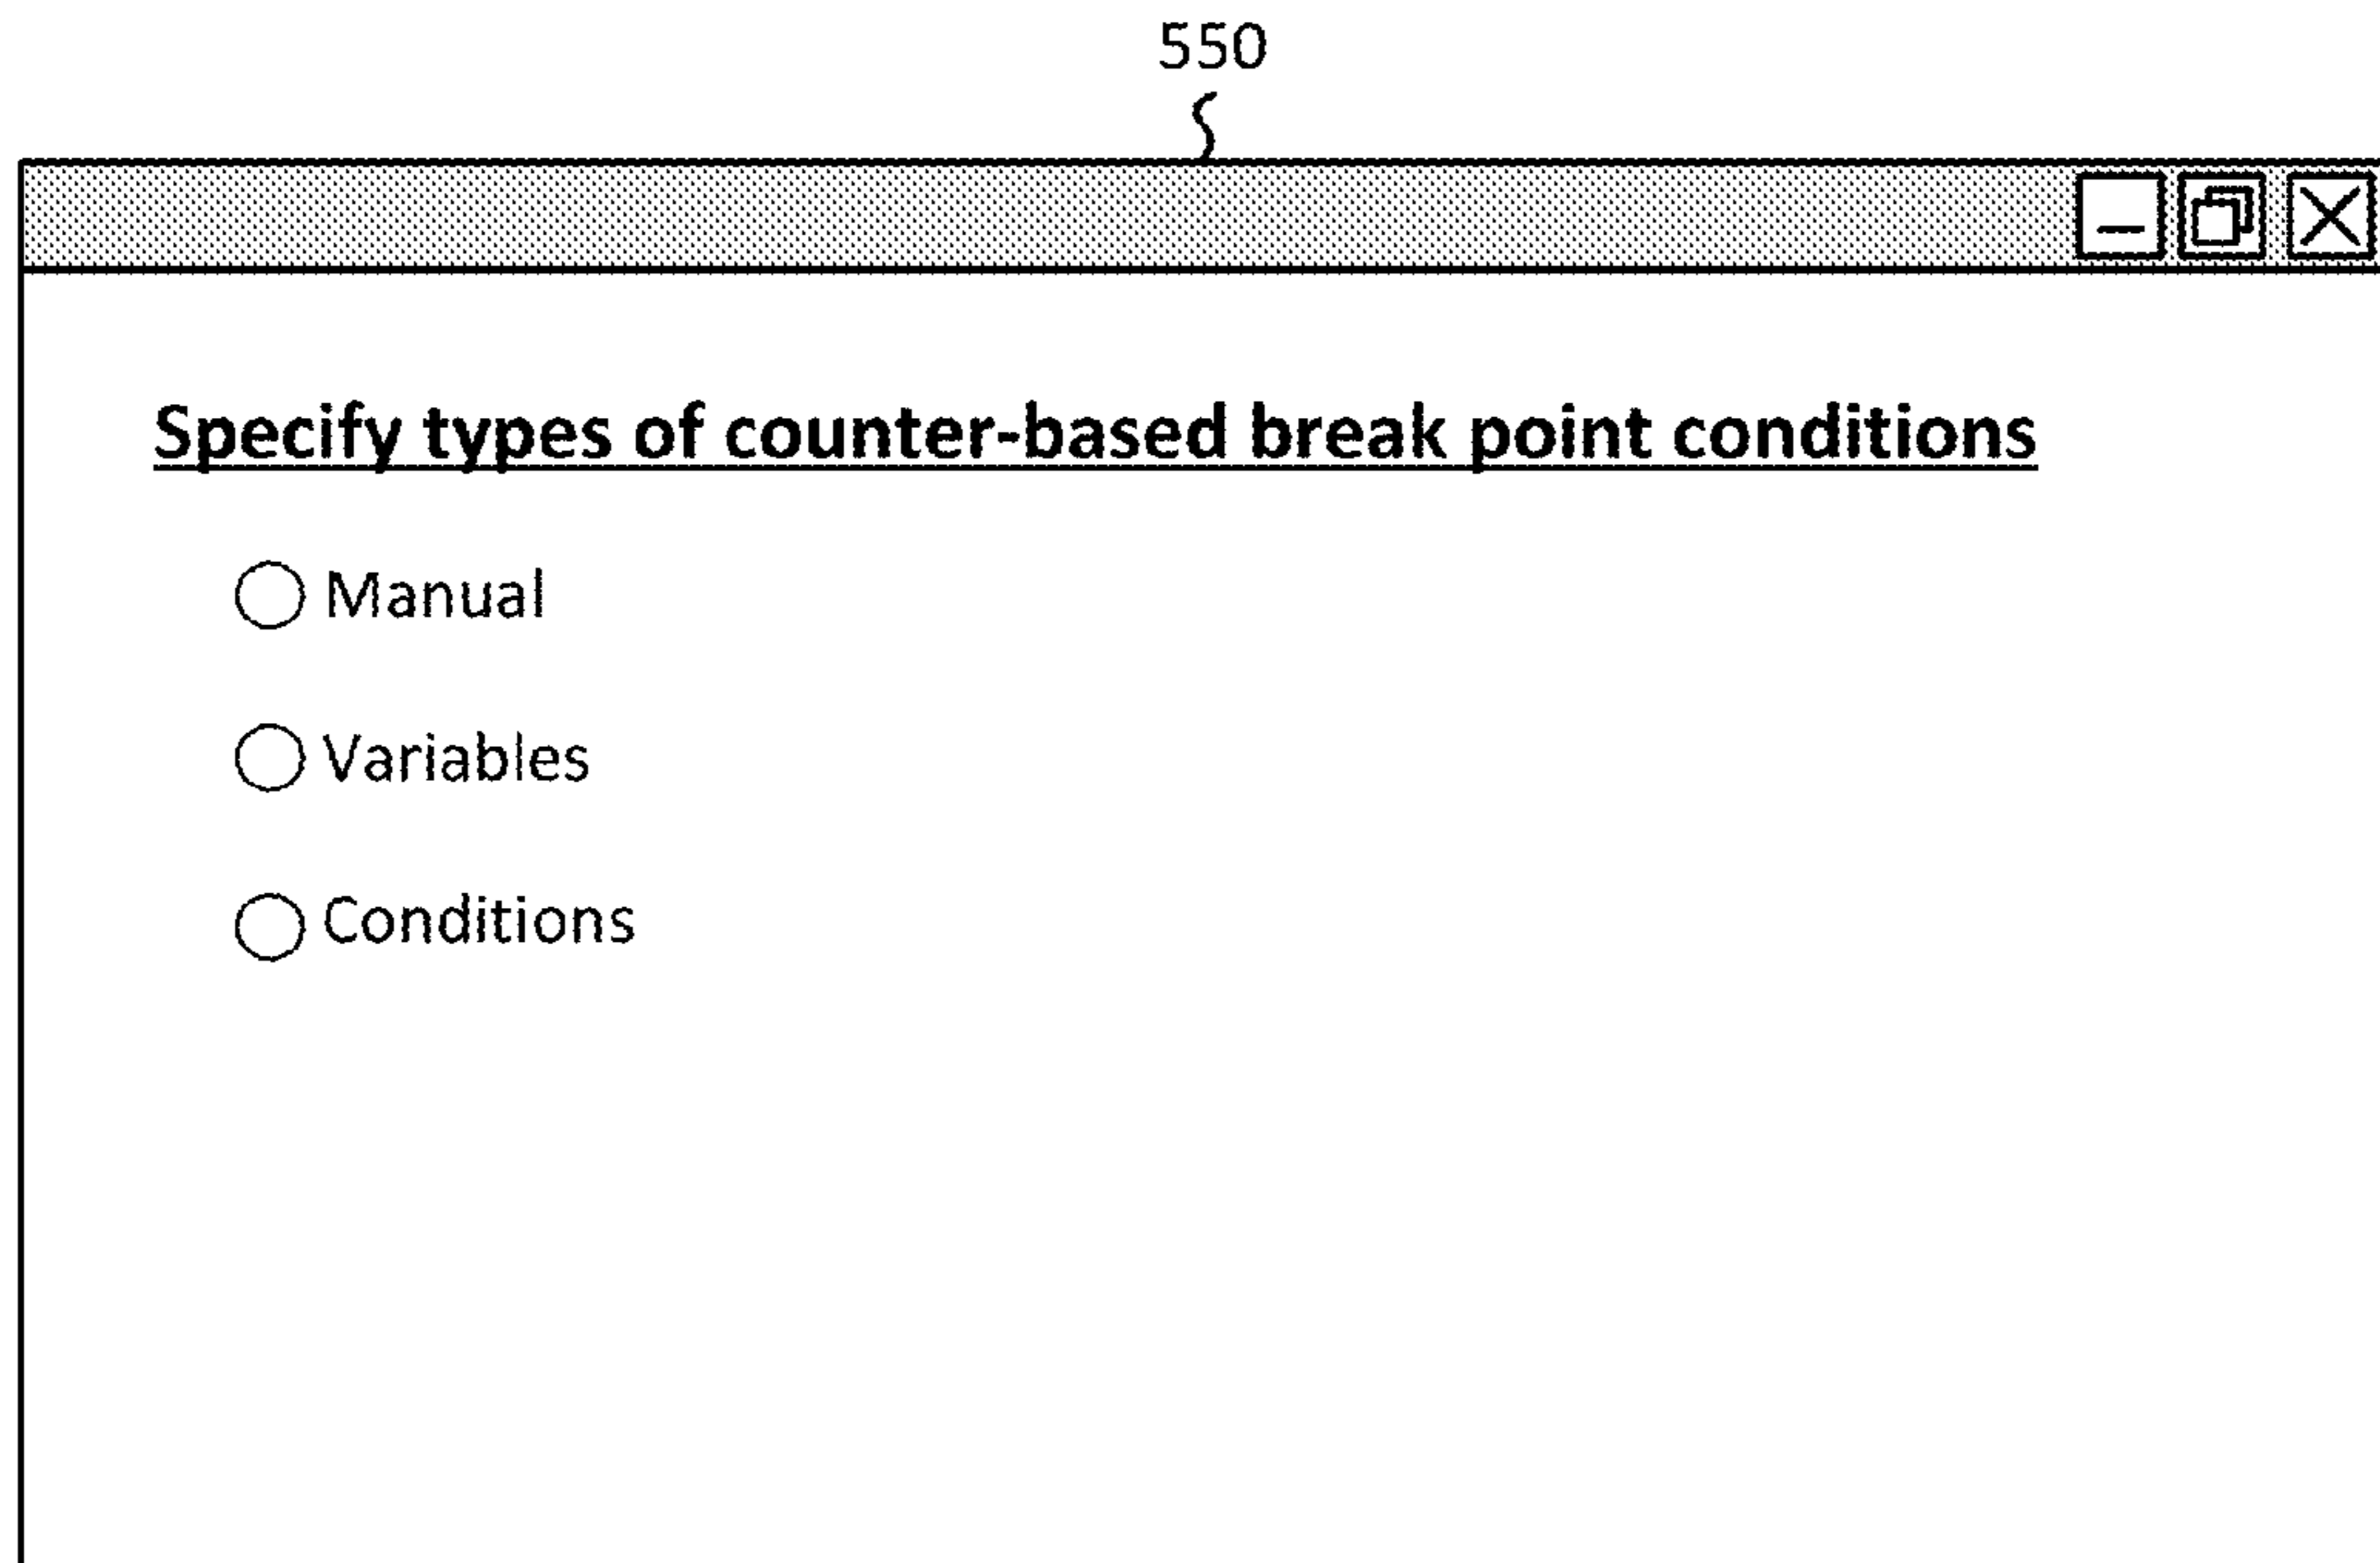 550
Specify types of counter-based break point conditions
Manual
Variables
Conditions